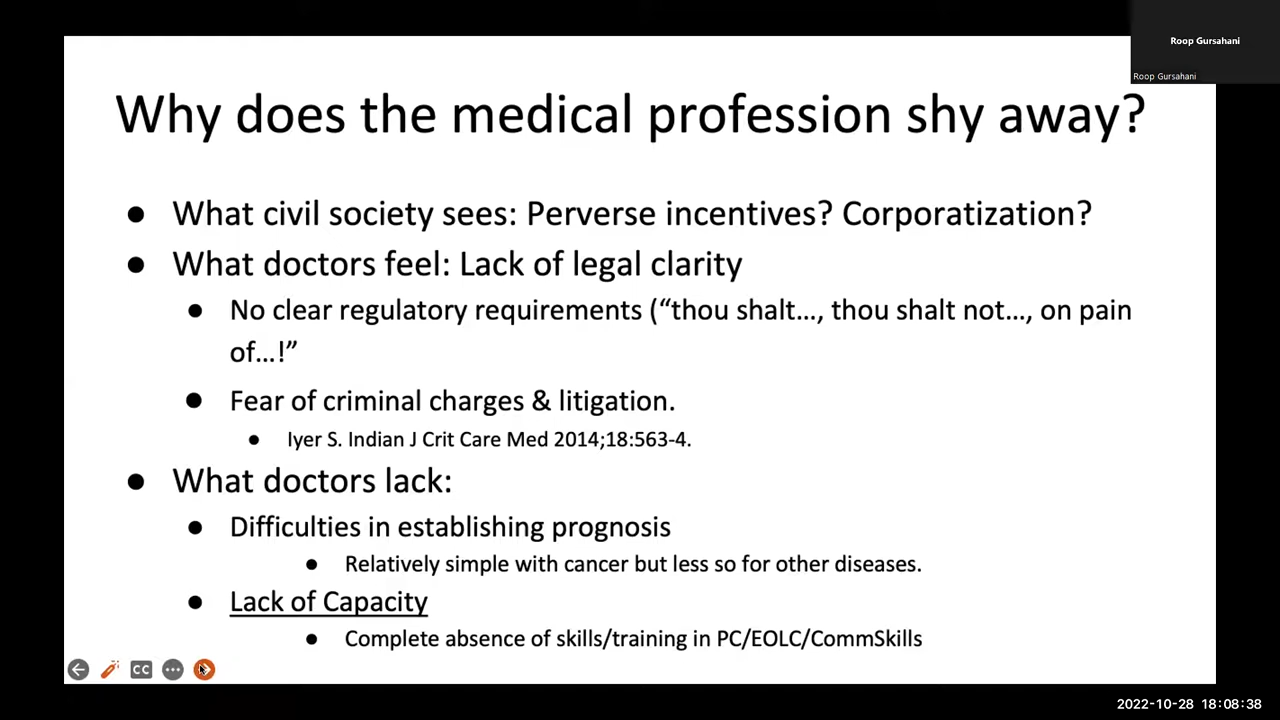 Roop Gursahani
Roop Gursahani
Why does the medical profession shy away?
● What civil society sees: Perverse incentives? Corporatization?
● What doctors feel: Lack of legal clarity
● No clear regulatory requirements (“thou shalt…, thou shalt not…, on pain
of…!”
● Fear of criminal charges & litigation.
● Iyer S. Indian J Crit Care Med 2014;18:563-4.
● What doctors lack:
● Difficulties in establishing prognosis
● Relatively simple with cancer but less so for other diseases.
● Lack of Capacity
● Complete absence of skills/training in PC/EOLC/CommSkills
CC
2022-10-28 18:08:38